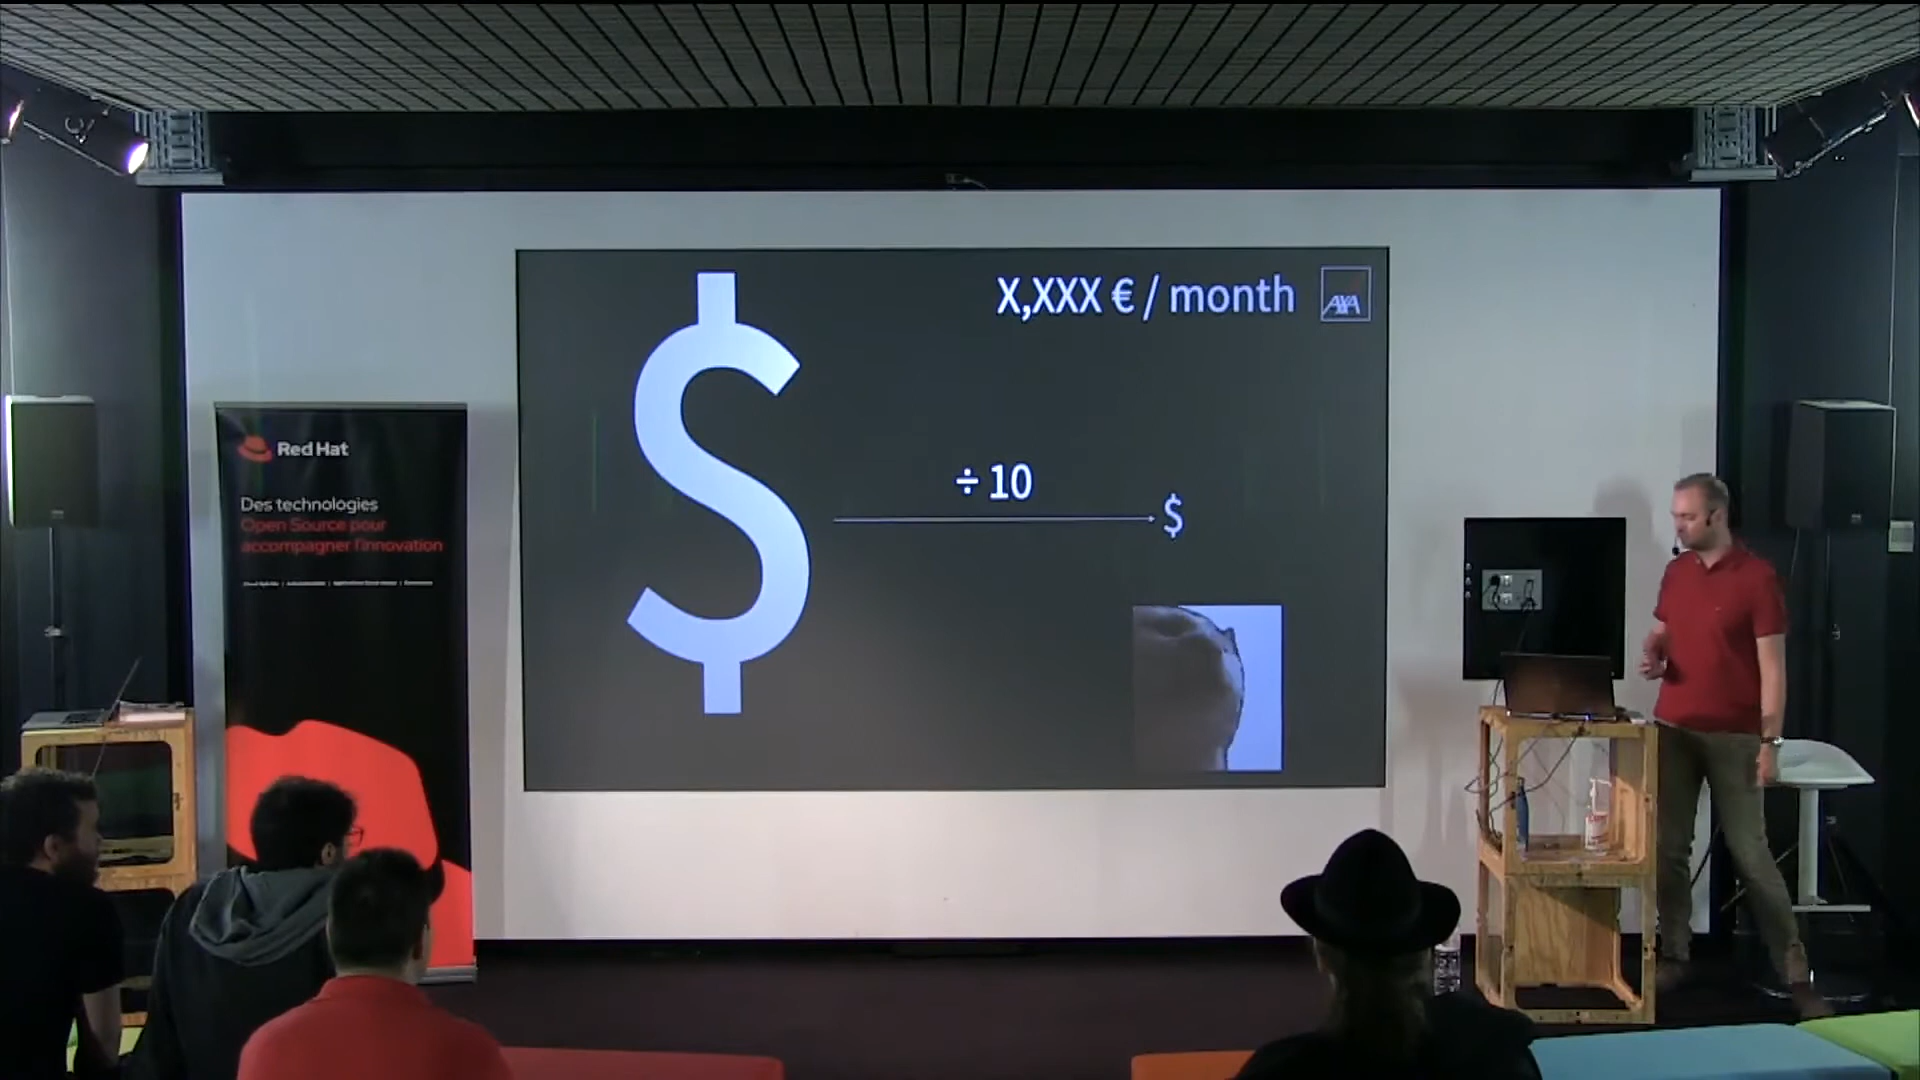 X,XXX € / month
AXA
÷ 10
$
$
Red Hat
Des technologies
Open Source pour
accompagner l'innovation